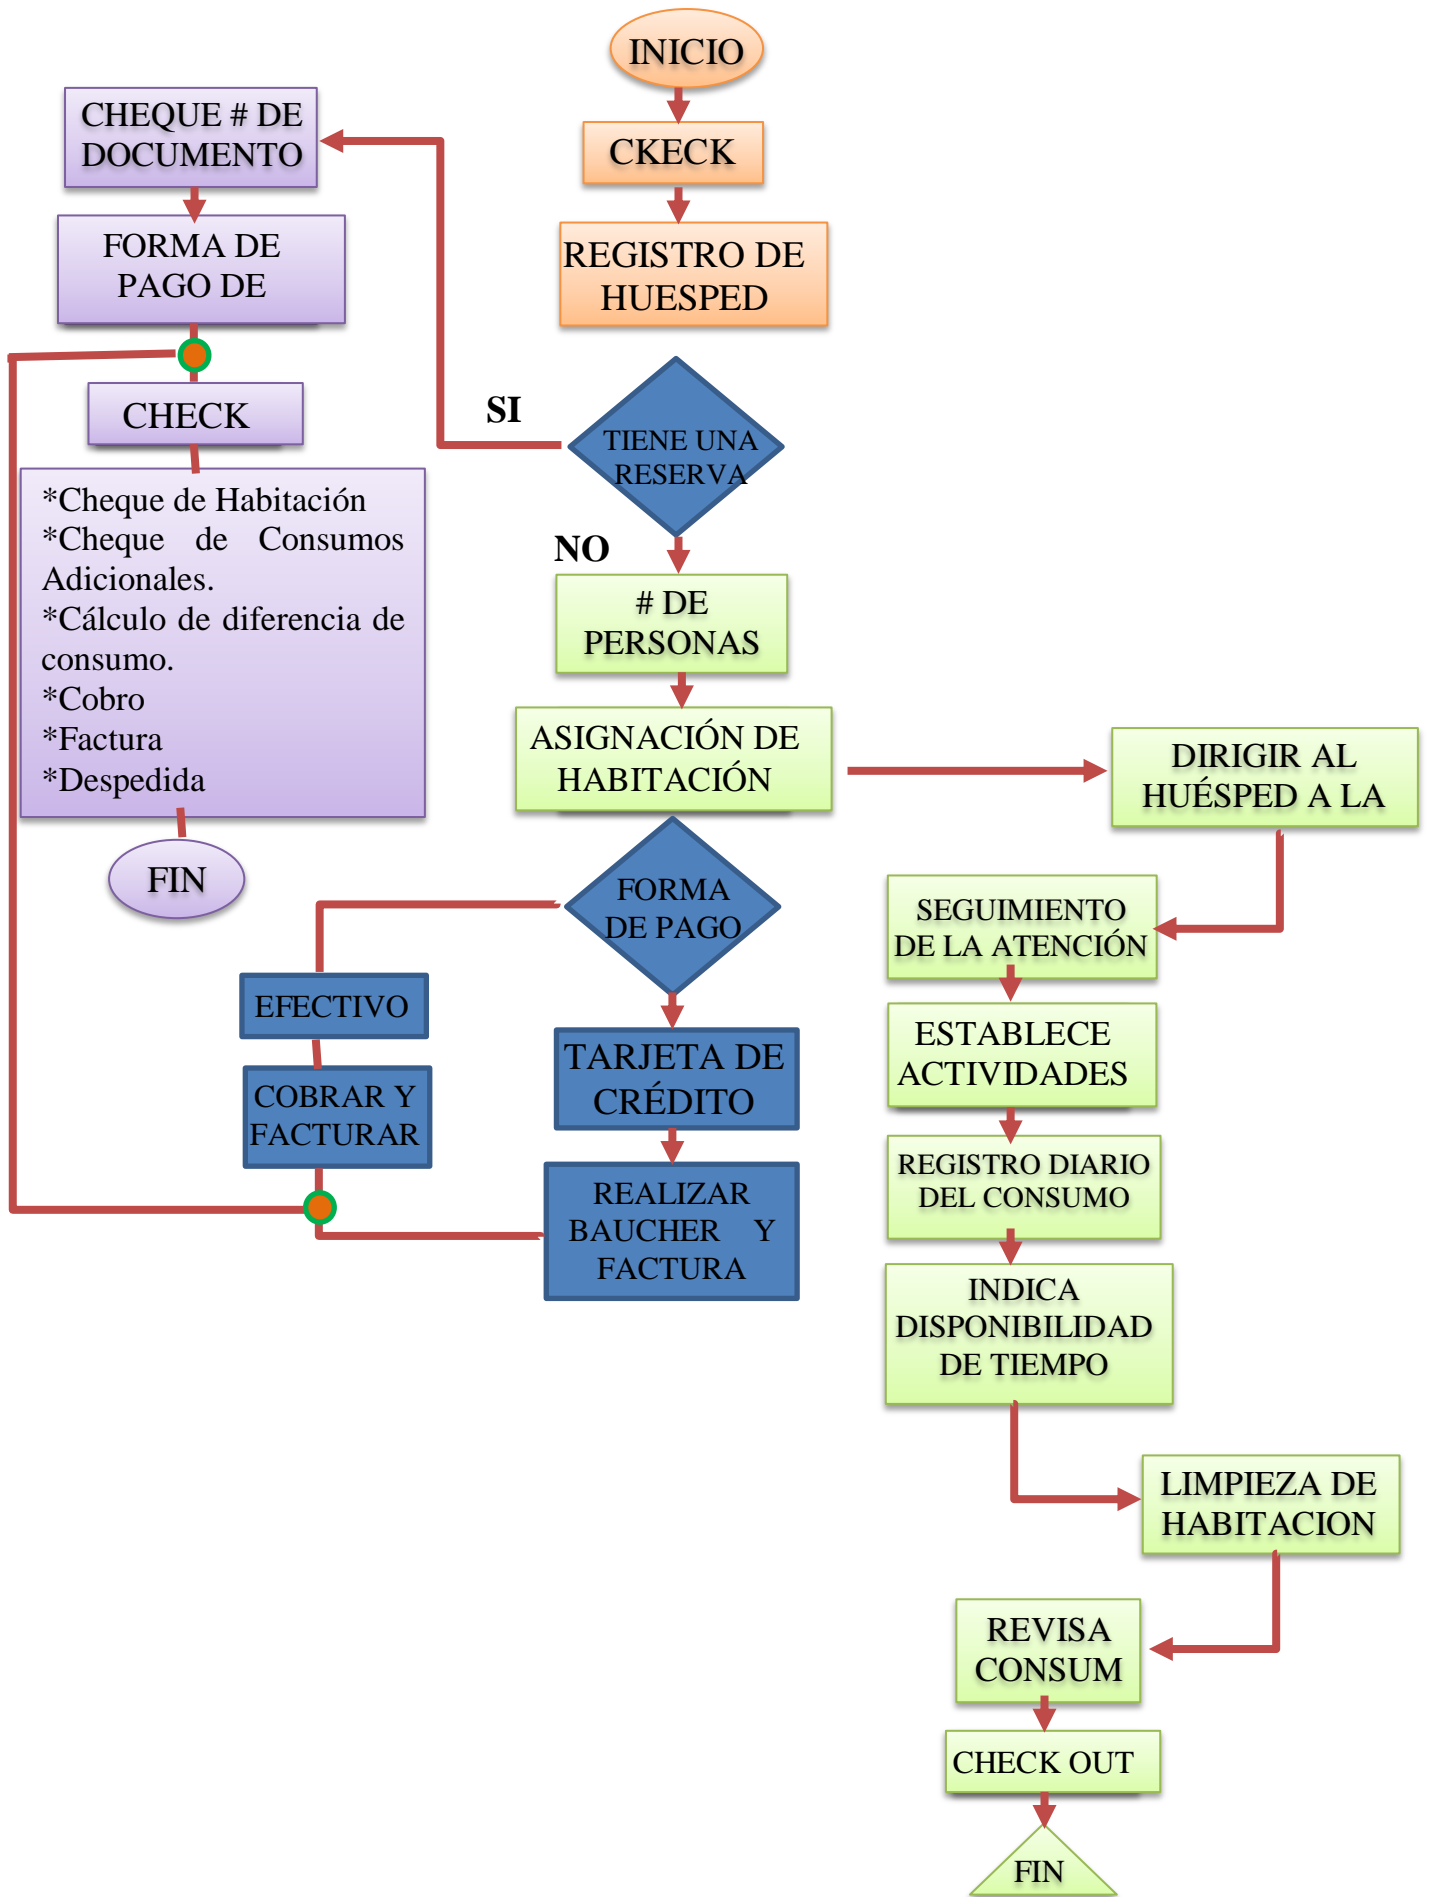 INICIO
CKECK
REGISTRO DE
HUESPED
TIENE UNA
RESERVA
SI
NO
CHEQUE # DE
DOCUMENTO
FORMA DE
PAGO DE
CHECK
*Cheque de Habitación
*Cheque de Consumos
Adicionales.
*Cálculo de diferencia de
consumo.
*Cobro
*Factura
*Despedida
FIN
# DE
PERSONAS
ASIGNACIÓN DE
HABITACIÓN
FORMA
DE PAGO
EFECTIVO
COBRAR Y
FACTURAR
TARJETA DE
CRÉDITO
REALIZAR
BAUCHER Y
FACTURA
DIRIGIR AL
HUÉSPED A LA
SEGUIMIENTO
DE LA ATENCIÓN
ESTABLECE
ACTIVIDADES
REGISTRO DIARIO
DEL CONSUMO
INDICA
DISPONIBILIDAD
DE TIEMPO
LIMPIEZA DE
HABITACION
REVISA
CONSUM
CHECK OUT
FIN